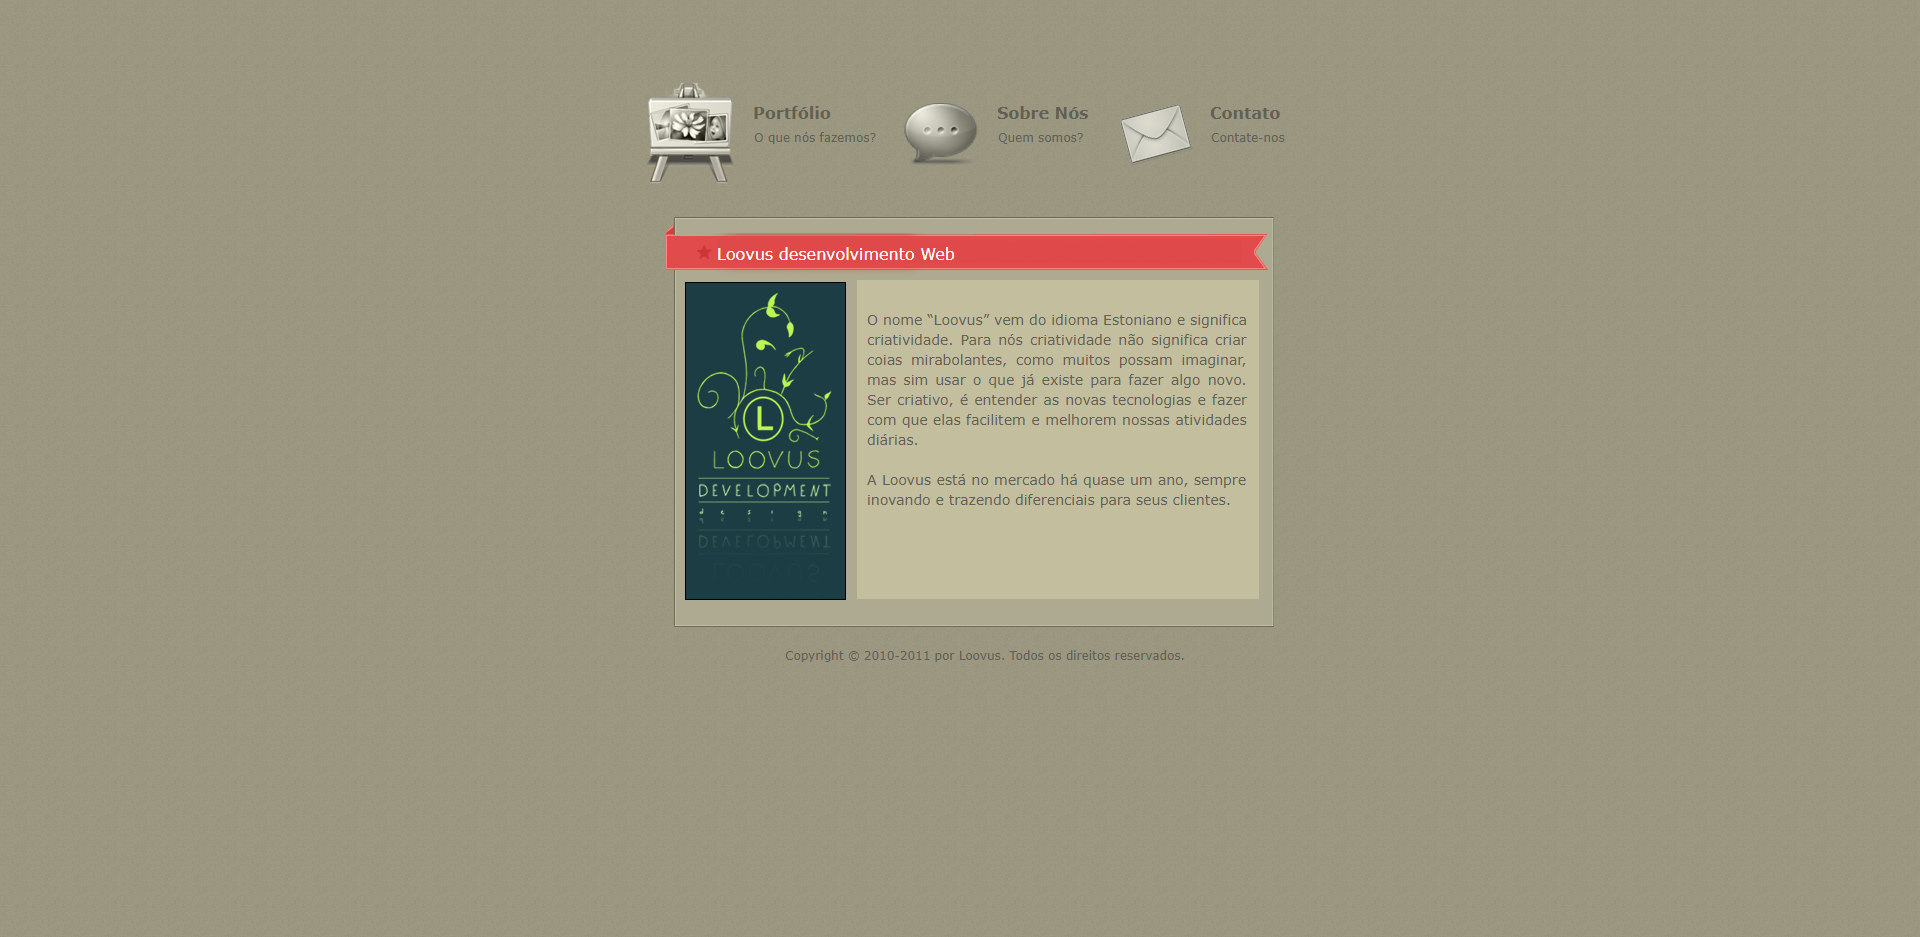 Portfólio
O que nós fazemos?
Sobre Nós
Quem somos?
Contato
Contate-nos
Loovus desenvolvimento Web
L
LOOVUS
DEVELOPMENT
design
O nome “Loovus” vem do idioma Estoniano e significa
criatividade. Para nós criatividade não significa criar
coias mirabolantes, como muitos possam imaginar,
mas sim usar o que já existe para fazer algo novo.
Ser criativo, é entender as novas tecnologias e fazer
com que elas facilitem e melhorem nossas atividades
diárias.
A Loovus está no mercado há quase um ano, sempre
inovando e trazendo diferenciais para seus clientes.
Copyright © 2010-2011 por Loovus. Todos os direitos reservados.